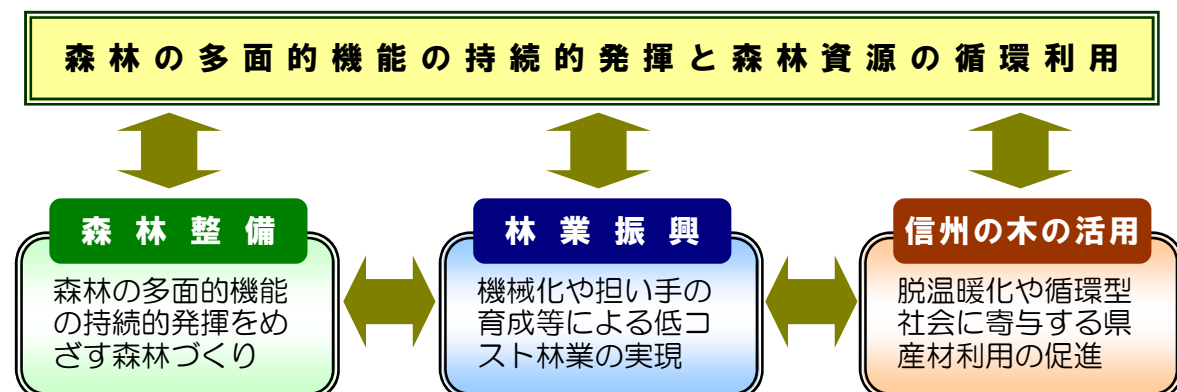 森林の多面的機能の持続的発揮と森林資源の循環利用
森林整備
森林の多面的機能
の持続的発揮をめ
ざす森林づくり
林業振興
機械化や担い手の
育成等による低コ
スト林業の実現
信州の木の活用
脱温暖化や循環型
社会に寄与する県
産材利用の促進